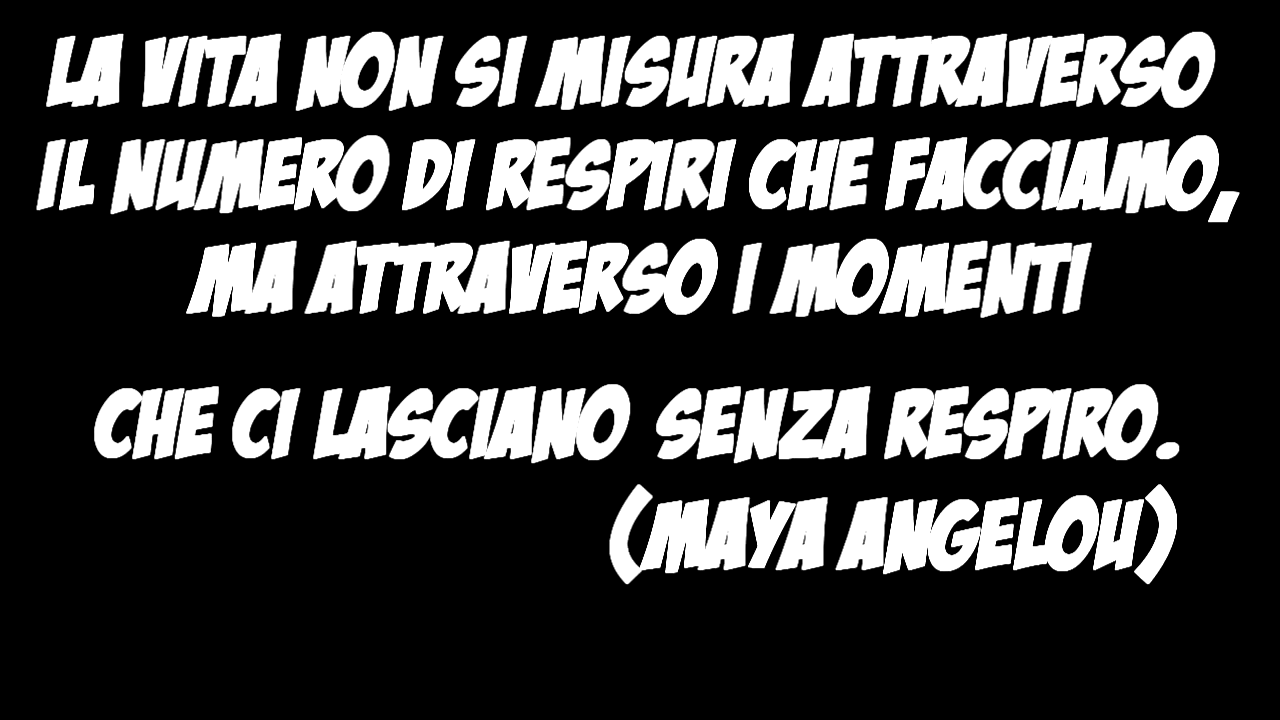 LA VITA NON SI MISURA ATTRAVERSO
IL NUMERO DI RESPIRI CHE FACCIAMO,
MA ATTRAVERSO I MOMENTI
CHE CI LASCIANO SENZA RESPIRO.
(MAYA ANGELOU)